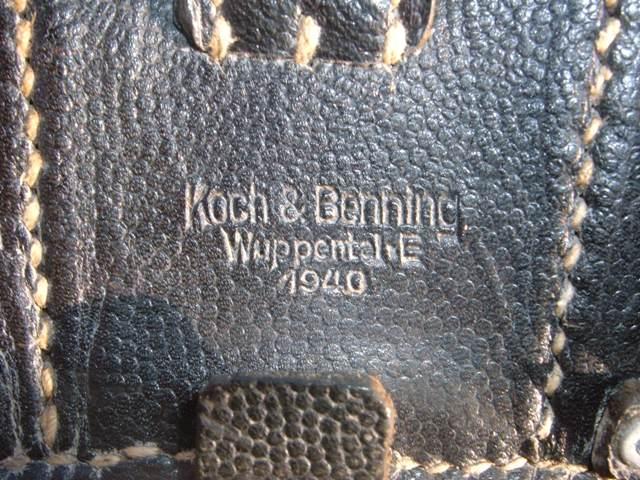 Koch & Benning
Wuppertal-E
1940